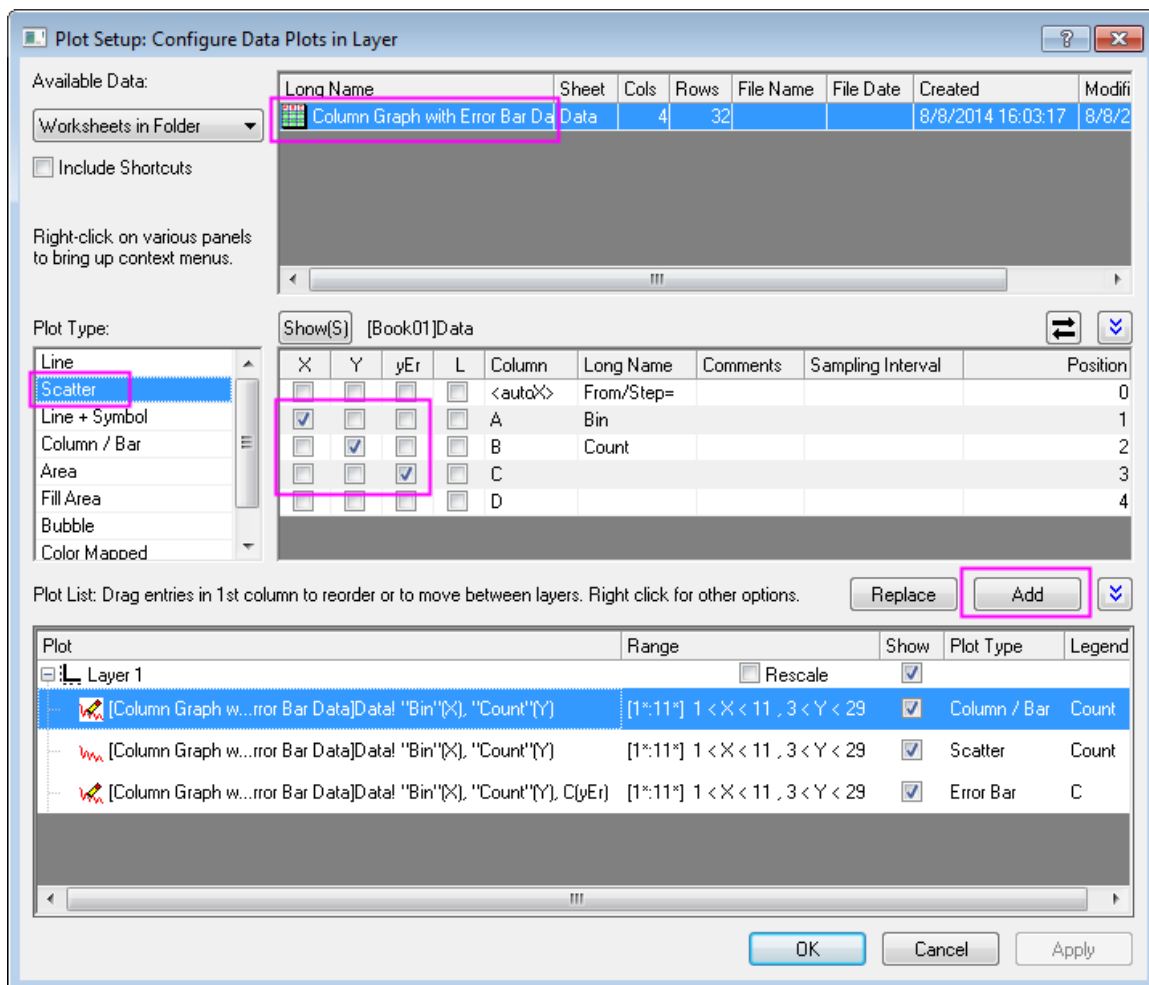 Plot Setup: Configure Data Plots in Layer
Available Data:
Worksheets in Folder
Include Shortcuts
Right-click on various panels
to bring up context menus.
Long Name Sheet Cols Rows File Name File Date Created Modifi
Column Graph with Error Bar Da Data 4 32 8/8/2014 16:03:17 8/8/2
Plot Type:
Line
Scatter
Line + Symbol
Column / Bar
Area
Fill Area
Bubble
Color Mapped
Show(S) [Book01]Data
X Y yEr L Column Long Name Comments Sampling Interval Position
<autoX> From/Step= 0
A Bin 1
B Count 2
C 3
D 4
Plot List: Drag entries in 1st column to reorder or to move between layers. Right click for other options.
Replace Add
Plot Range Show Plot Type Legend
Layer 1 Rescale
[Column Graph w...rror Bar Data]Data! "Bin"(X), "Count"(Y) [1*:11*] 1 < X < 11 , 3 < Y < 29 Column / Bar Count
[Column Graph w...rror Bar Data]Data! "Bin"(X), "Count"(Y) [1*:11*] 1 < X < 11 , 3 < Y < 29 Scatter Count
[Column Graph w...rror Bar Data]Data! "Bin"(X), "Count"(Y), C(yEr) [1*:11*] 1 < X < 11 , 3 < Y < 29 Error Bar C
OK Cancel Apply